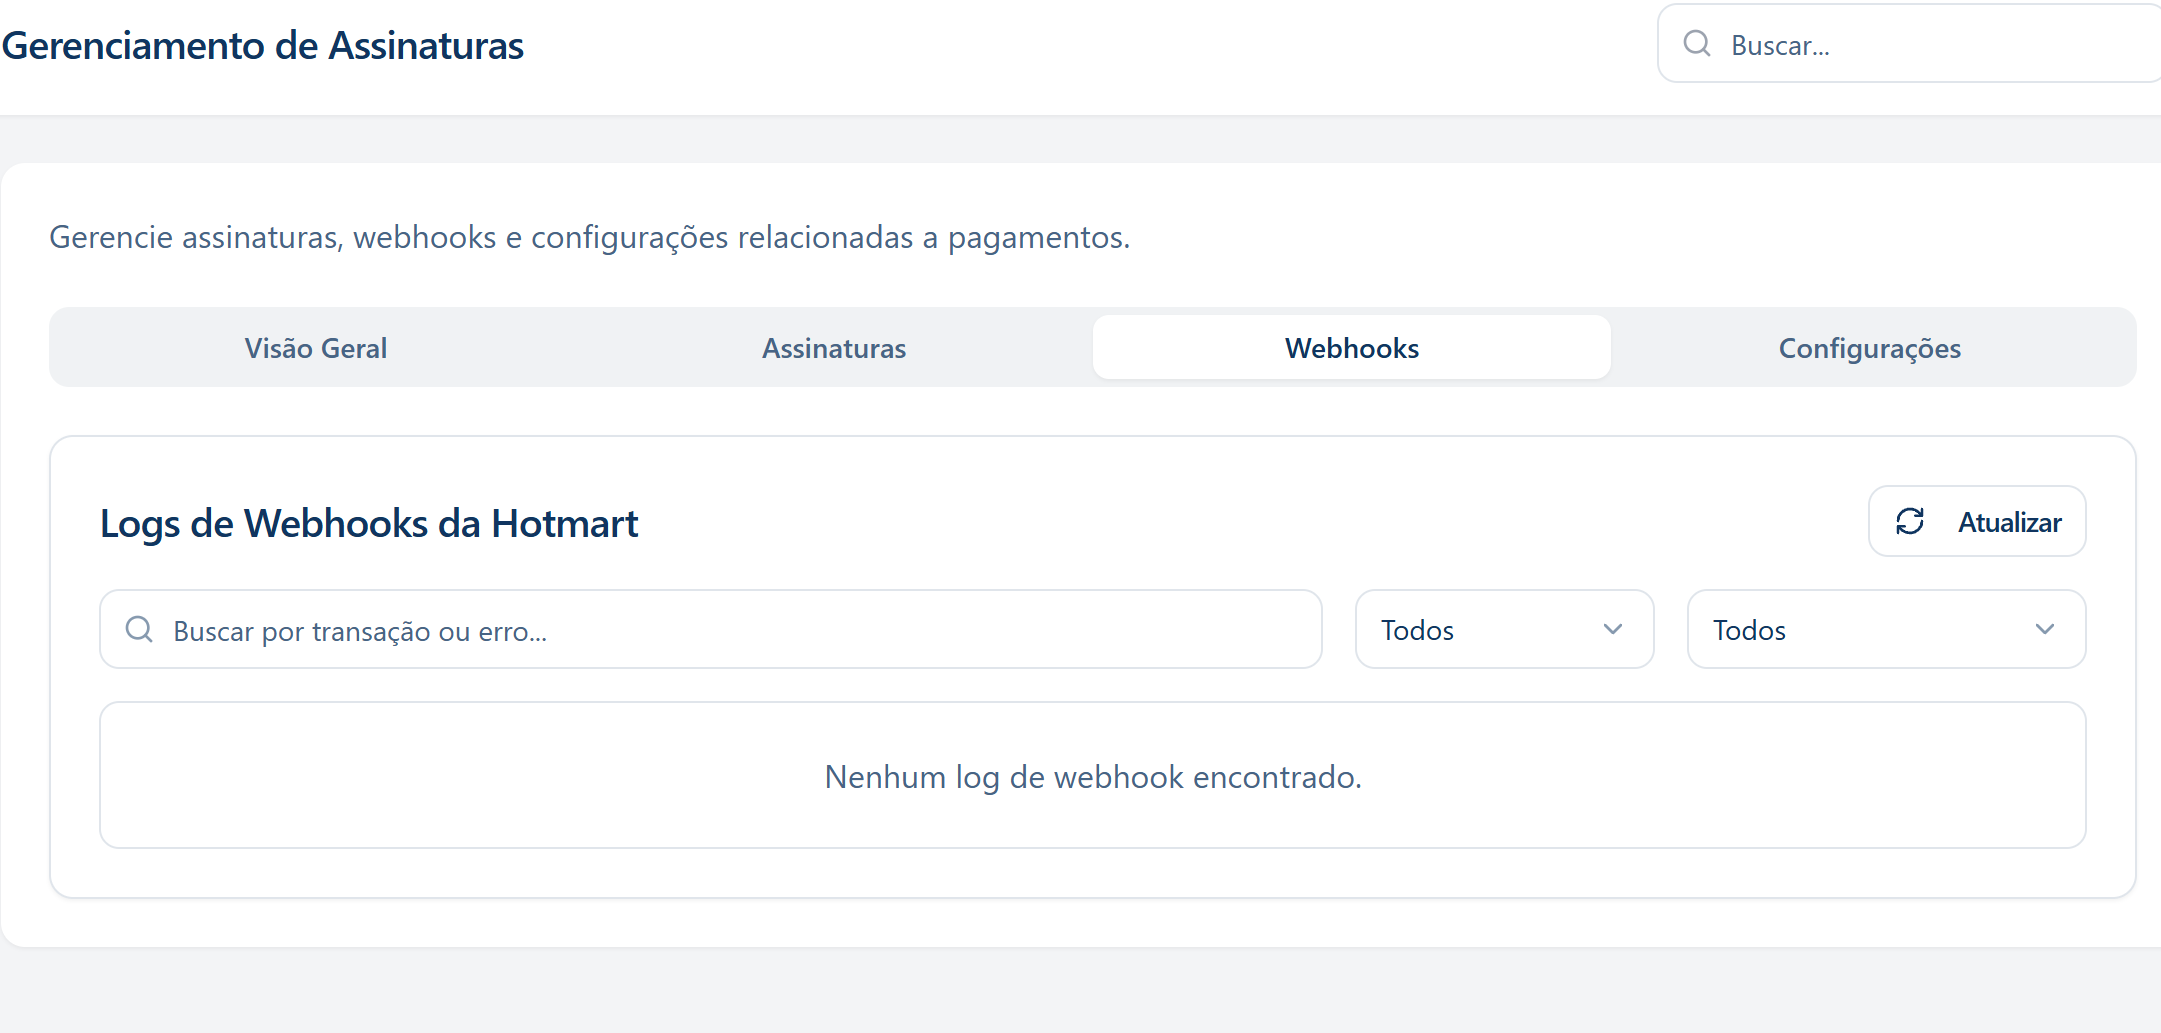 Gerenciamento de Assinaturas
Buscar...
Gerencie assinaturas, webhooks e configurações relacionadas a pagamentos.
Visão Geral
Assinaturas
Webhooks
Configurações
Logs de Webhooks da Hotmart
Atualizar
Buscar por transação ou erro...
Todos
Todos
Nenhum log de webhook encontrado.